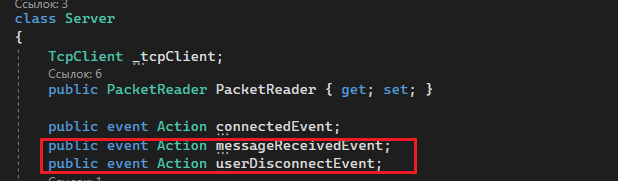 Ссылок: 3
class Server
{
TcpClient _tcpClient;
Ссылок: 6
public PacketReader PacketReader { get; set; }
public event Action connectedEvent;
public event Action messageReceivedEvent;
public event Action userDisconnectEvent;
Ссылок: 1